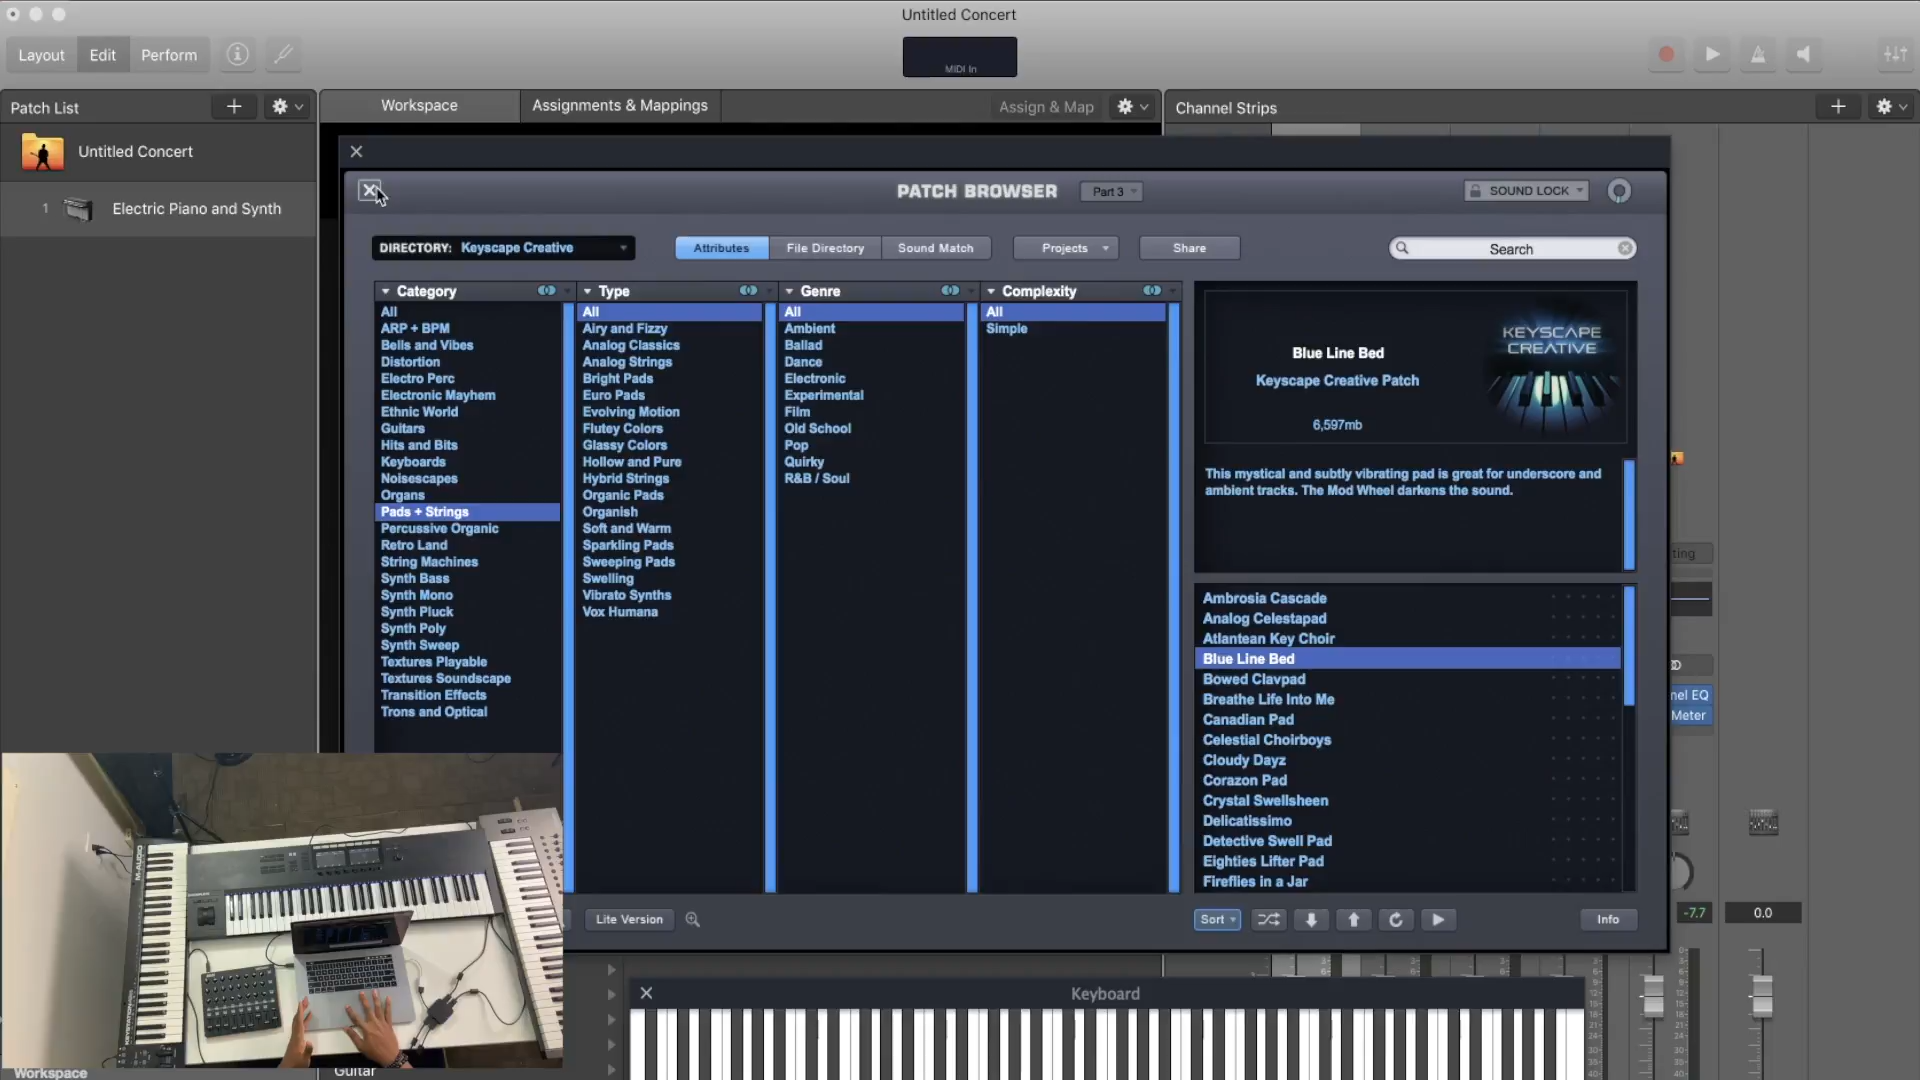 Untitled Concert
Layout
Edit
Perform
MIDI In
Patch List
Workspace
Assignments & Mappings
Assign & Map
Channel Strips
Untitled Concert
1
Electric Piano and Synth
PATCH BROWSER
Part 3
SOUND LOCK
DIRECTORY: Keyscape Creative
Attributes
File Directory
Sound Match
Projects
Share
Search
Category
All
ARP + BPM
Bells and Vibes
Distortion
Electro Perc
Electronic Mayhem
Ethnic World
Guitars
Hits and Bits
Keyboards
Noisescapes
Organs
Pads + Strings
Percussive Organic
Retro Land
String Machines
Synth Bass
Synth Mono
Synth Pluck
Synth Poly
Synth Sweep
Textures Playable
Textures Soundscape
Transition Effects
Trons and Optical
Type
All
Airy and Fizzy
Analog Classics
Analog Strings
Bright Pads
Euro Pads
Evolving Motion
Flutey Colors
Glassy Colors
Hollow and Pure
Hybrid Strings
Organic Pads
Organish
Soft and Warm
Sparkling Pads
Sweeping Pads
Swelling
Vibrato Synths
Vox Humana
Genre
All
Ambient
Ballad
Dance
Electronic
Experimental
Film
Old School
Pop
Quirky
R&B / Soul
Complexity
All
Simple
Blue Line Bed
Keyscape Creative Patch
6,597mb
KEYSCAPE
CREATIVE
This mystical and subtly vibrating pad is great for underscore and
ambient tracks. The Mod Wheel darkens the sound.
Ambrosia Cascade
Analog Celestapad
Atlantean Key Choir
Blue Line Bed
Bowed Clavpad
Breathe Life Into Me
Canadian Pad
Celestial Choirboys
Cloudy Dayz
Corazon Pad
Crystal Swellsheen
Delicatissimo
Detective Swell Pad
Eighties Lifter Pad
Fireflies in a Jar
ting
nel EQ
Meter
-7.7
0.0
Lite Version
Sort
Info
Keyboard
M-AUDIO
Workspace
Guitar